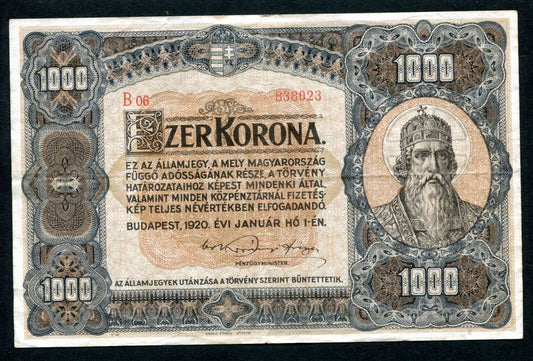 1000 1000
B 06 938023
EZER KORONA.
EZ AZ ÁLLAMJEGY, A MELY MAGYARORSZÁG
FÜGGŐ ADÓSSÁGÁNAK RÉSZE, A TÖRVÉNY
HATÁROZATAIHOZ KÉPEST MINDENKI ÁLTAL,
VALAMINT MINDEN KÖZPÉNZTÁRNÁL FIZETÉS-
KÉP TELJES NÉVÉRTÉKBEN ELFOGADANDÓ.
BUDAPEST, 1920. ÉVI JANUÁR HÓ 1-ÉN.
PÉNZÜGYMINISTER.
AZ ÁLLAMJEGYEK UTÁNZÁSA A TÖRVÉNY SZERINT BÜNTETTETIK.
1000 1000